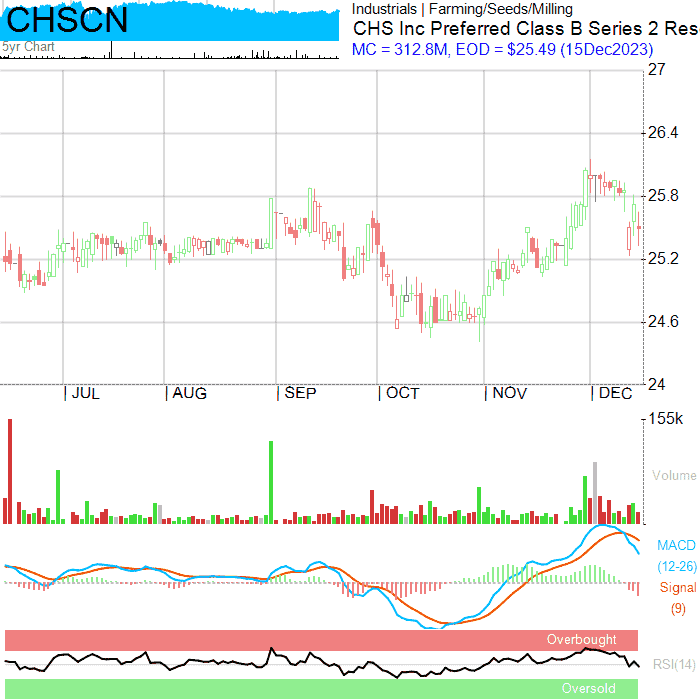 CHSCN
5yr Chart
Industrials | Farming/Seeds/Milling
CHS Inc Preferred Class B Series 2 Res
MC = 312.8M, EOD = $25.49 (15Dec2023)
27
26.4
25.8
25.2
24.6
24
| JUL | AUG | SEP | OCT | NOV | DEC
155k
Volume
MACD
(12-26)
Signal
(9)
Overbought
RSI(14)
Oversold